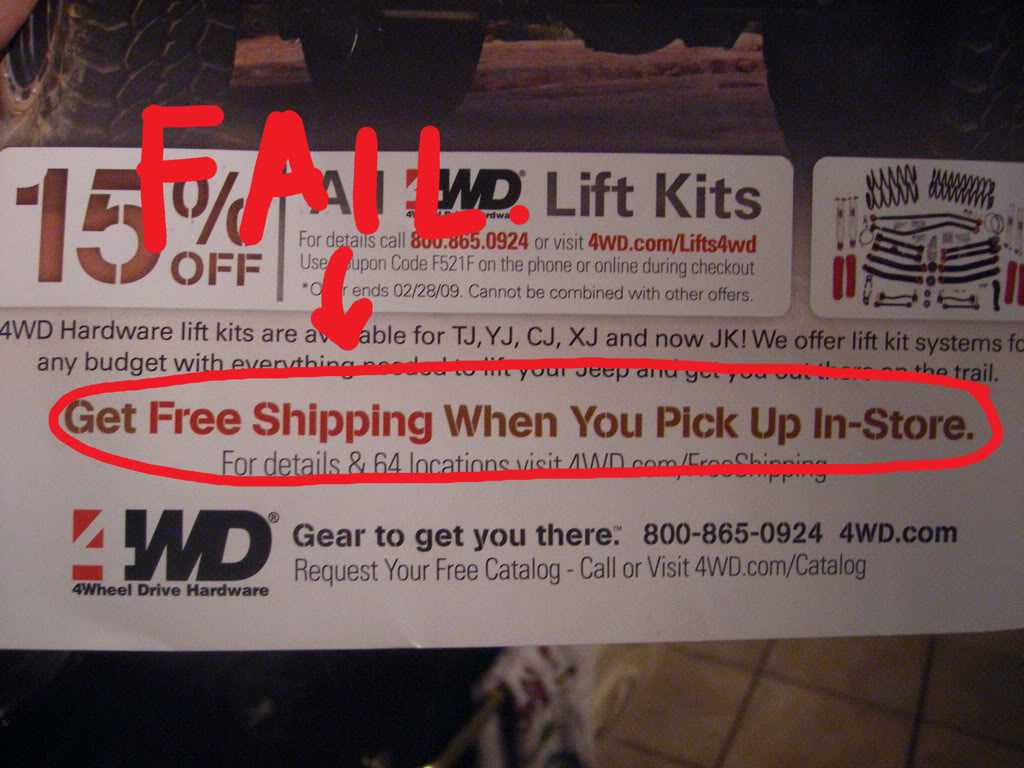 FAIL.
15% OFF
All 4WD® Lift Kits
4Wheel Drive Hardware
For details call 800.865.0924 or visit 4WD.com/Lifts4wd
Use Coupon Code F521F on the phone or online during checkout
*Offer ends 02/28/09. Cannot be combined with other offers.
4WD Hardware lift kits are available for TJ, YJ, CJ, XJ and now JK! We offer lift kit systems fo
any budget with everything needed to lift your Jeep and get you out there on the trail.
Get Free Shipping When You Pick Up In-Store.
For details & 64 locations visit 4WD.com/FreeShipping
4WD®
4Wheel Drive Hardware
Gear to get you there.™ 800-865-0924 4WD.com
Request Your Free Catalog - Call or Visit 4WD.com/Catalog